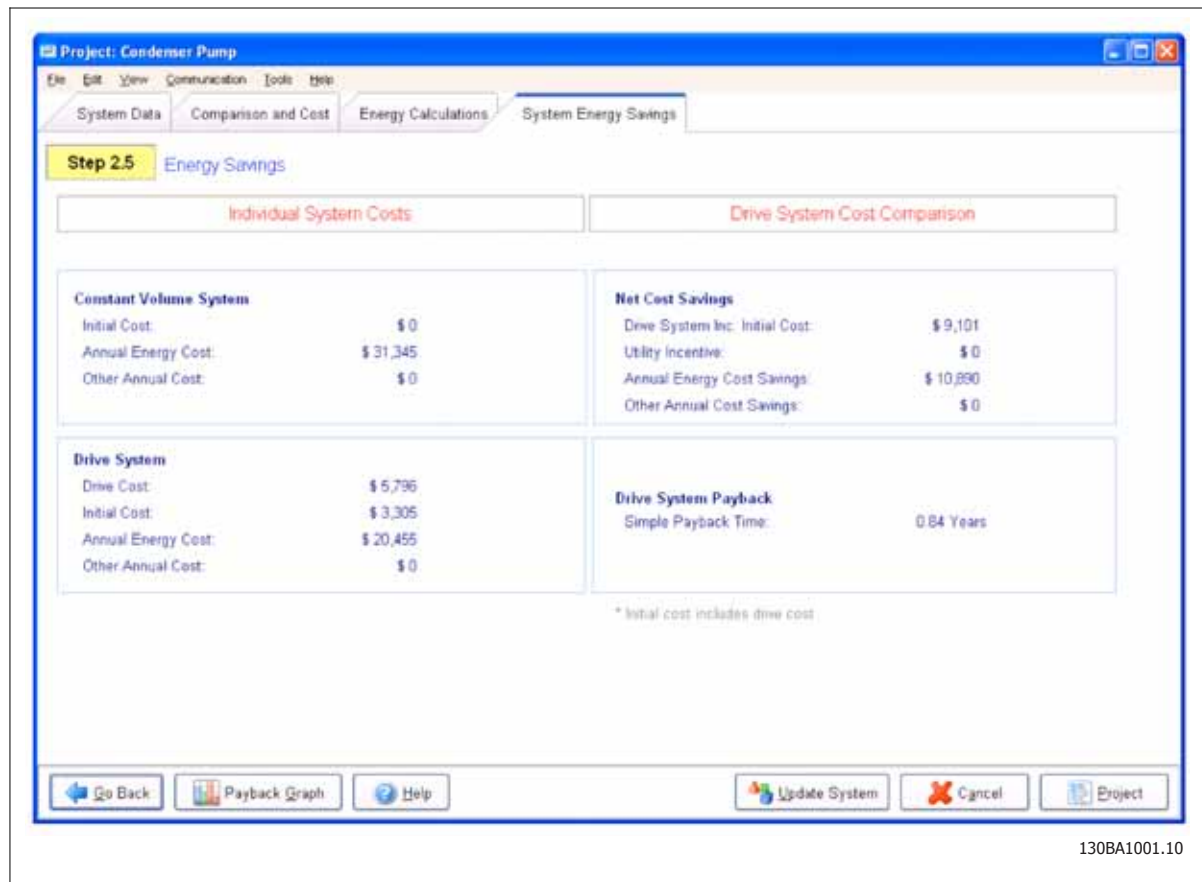 Project: Condenser Pump
File Edit View Communication Tools Help
System Data Comparison and Cost Energy Calculations System Energy Savings
Step 2.5 Energy Savings
Individual System Costs Drive System Cost Comparison
Constant Volume System
Initial Cost: $ 0
Annual Energy Cost: $ 31,345
Other Annual Cost: $ 0
Net Cost Savings
Drive System Inc. Initial Cost: $ 9,101
Utility Incentive: $ 0
Annual Energy Cost Savings: $ 10,890
Other Annual Cost Savings: $ 0
Drive System
Drive Cost: $ 5,796
Initial Cost: $ 3,305
Annual Energy Cost: $ 20,455
Other Annual Cost: $ 0
Drive System Payback
Simple Payback Time: 0.84 Years
* Initial cost includes drive cost
Go Back Payback Graph Help Update System Cancel Project
130BA1001.10